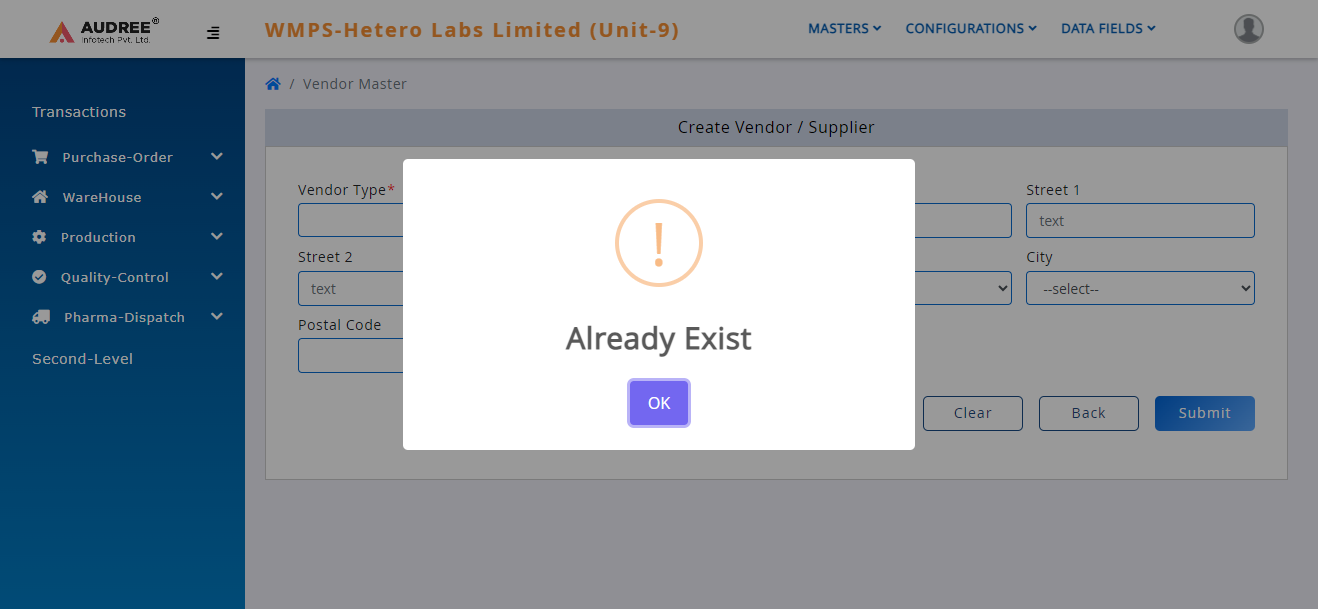 AUDREE®
Infotech Pvt. Ltd.
WMPS-Hetero Labs Limited (Unit-9)
MASTERS
CONFIGURATIONS
DATA FIELDS
Transactions
Purchase-Order
WareHouse
Production
Quality-Control
Pharma-Dispatch
Second-Level
/ Vendor Master
Create Vendor / Supplier
Vendor Type*
Street 1
text
Street 2
City
text
--select--
Postal Code
!
Already Exist
OK
Clear
Back
Submit